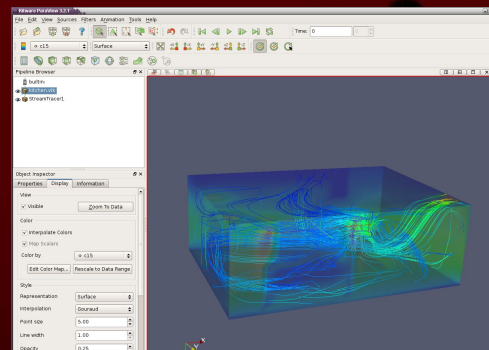 Kitware ParaView 3.2.1
File Edit View Sources Filters Animation Tools Help
Time: 0
c15 Surface
Pipeline Browser
builtin:
kitchen.vtk
StreamTracer1
Object Inspector
Properties Display Information
View
Visible Zoom To Data
Color
Interpolate Colors
Map Scalars
Color by c15
Edit Color Map... Rescale to Data Range
Style
Representation Surface
Interpolation Gouraud
Point size 5.00
Line width 1.00
Opacity 0.25
X